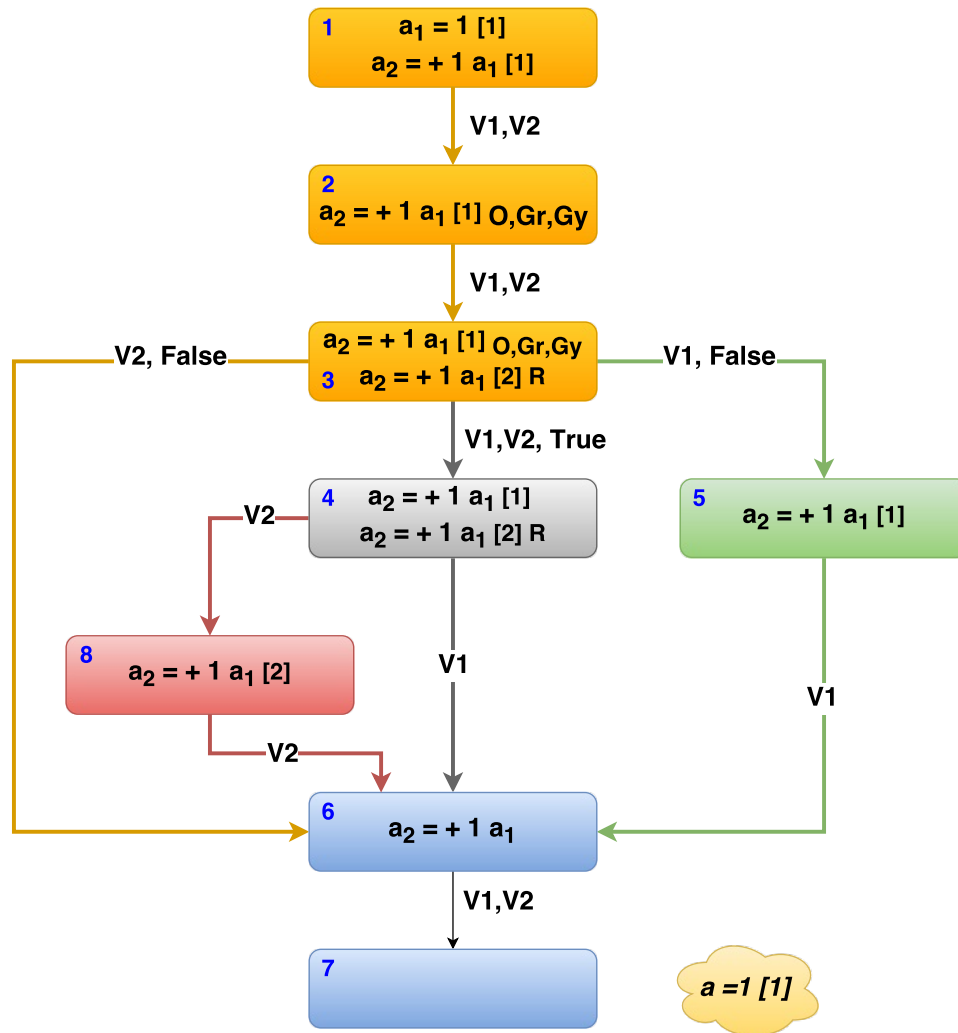 1
a₁ = 1 [1]
a₂ = + 1 a₁ [1]
V1,V2
2
a₂ = + 1 a₁ [1] O,Gr,Gy
V1,V2
a₂ = + 1 a₁ [1] O,Gr,Gy
3 a₂ = + 1 a₁ [2] R
V2, False
V1, False
V1,V2, True
4
a₂ = + 1 a₁ [1]
a₂ = + 1 a₁ [2] R
5
a₂ = + 1 a₁ [1]
V2
8
a₂ = + 1 a₁ [2]
V1
V1
V2
6
a₂ = + 1 a₁
V1,V2
7
a =1 [1]